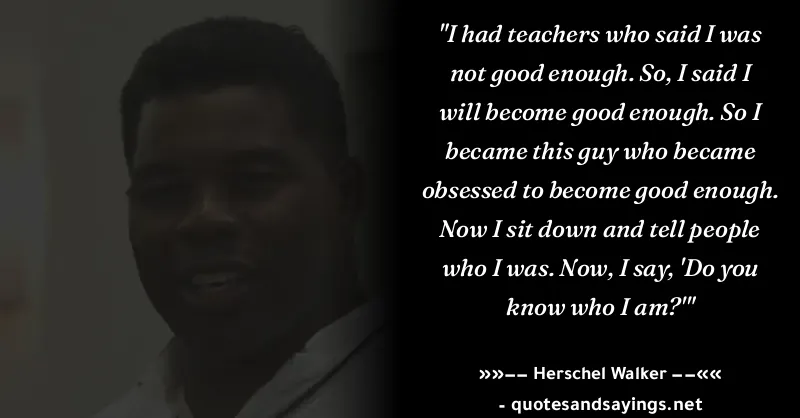 "I had teachers who said I was
not good enough. So, I said I
will become good enough. So I
became this guy who became
obsessed to become good enough.
Now I sit down and tell people
who I was. Now, I say, 'Do you
know who I am?'"
»»–– Herschel Walker ––««
- quotesandsayings.net